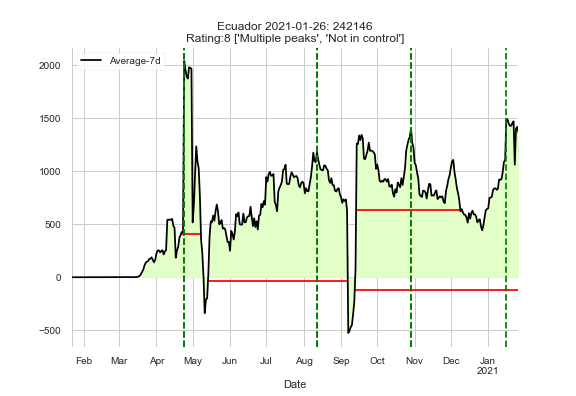 Ecuador 2021-01-26: 242146
Rating:8 ['Multiple peaks', 'Not in control']
Average-7d
2000
1500
1000
500
0
−500
Feb Mar Apr May Jun Jul Aug Sep Oct Nov Dec Jan
2021
Date